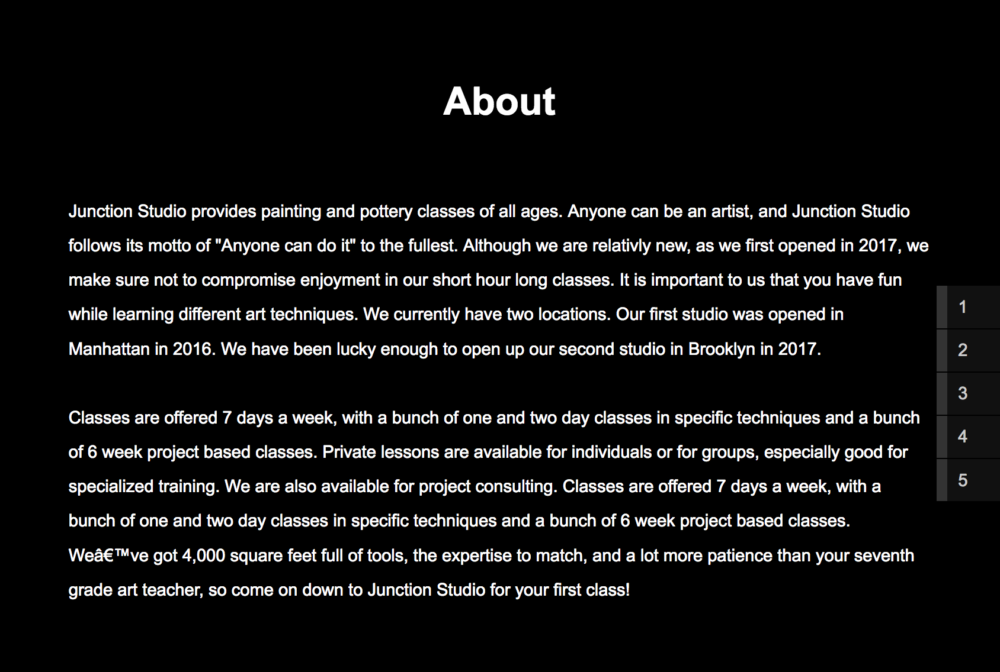 About
Junction Studio provides painting and pottery classes of all ages. Anyone can be an artist, and Junction Studio
follows its motto of "Anyone can do it" to the fullest. Although we are relativly new, as we first opened in 2017, we
make sure not to compromise enjoyment in our short hour long classes. It is important to us that you have fun
while learning different art techniques. We currently have two locations. Our first studio was opened in
Manhattan in 2016. We have been lucky enough to open up our second studio in Brooklyn in 2017.
Classes are offered 7 days a week, with a bunch of one and two day classes in specific techniques and a bunch
of 6 week project based classes. Private lessons are available for individuals or for groups, especially good for
specialized training. We are also available for project consulting. Classes are offered 7 days a week, with a
bunch of one and two day classes in specific techniques and a bunch of 6 week project based classes.
Weâ€™ve got 4,000 square feet full of tools, the expertise to match, and a lot more patience than your seventh
grade art teacher, so come on down to Junction Studio for your first class!
1
2
3
4
5